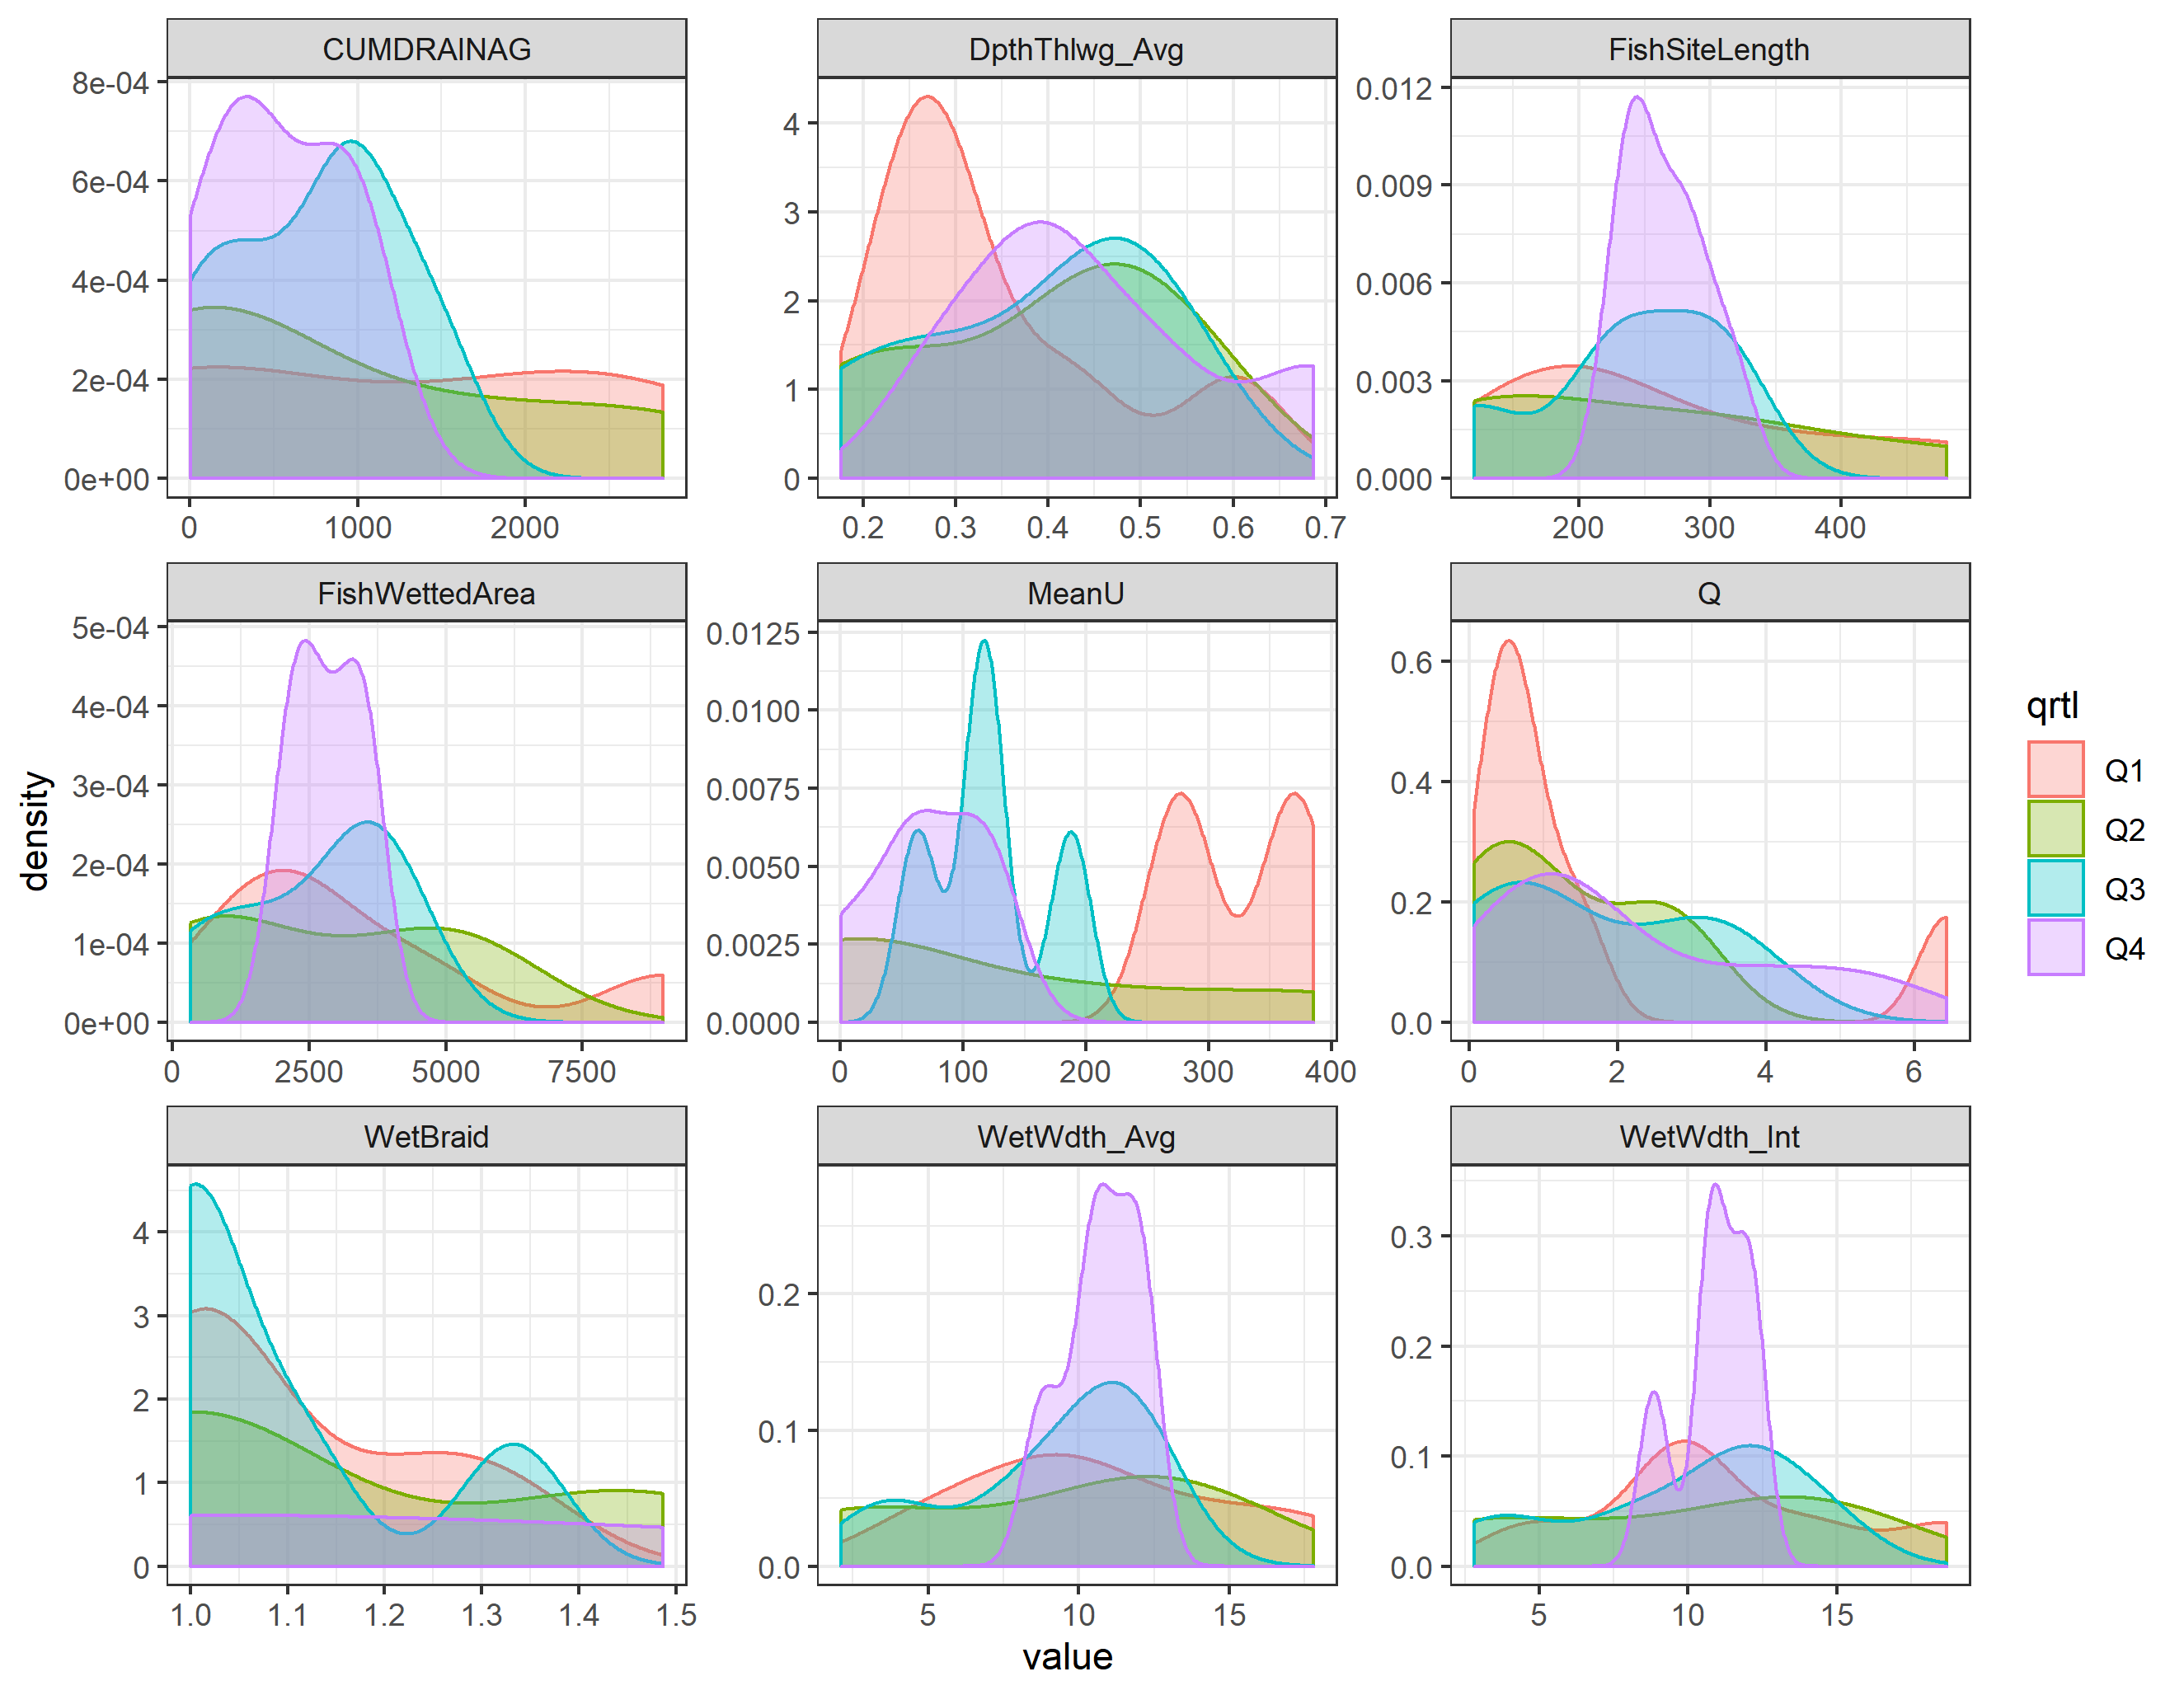 CUMDRAINAG
DpthThlwg_Avg
FishSiteLength
8e-04
6e-04
4e-04
2e-04
0e+00
0
1000
2000
4
3
2
1
0
0.2
0.3
0.4
0.5
0.6
0.7
0.012
0.009
0.006
0.003
0.000
200
300
400
FishWettedArea
MeanU
Q
5e-04
4e-04
3e-04
2e-04
1e-04
0e+00
0
2500
5000
7500
0.0125
0.0100
0.0075
0.0050
0.0025
0.0000
0
100
200
300
400
0.6
0.4
0.2
0.0
0
2
4
6
WetBraid
WetWdth_Avg
WetWdth_Int
4
3
2
1
0
1.0
1.1
1.2
1.3
1.4
1.5
0.2
0.1
0.0
5
10
15
0.3
0.2
0.1
0.0
5
10
15
density
value
qrtl
Q1
Q2
Q3
Q4